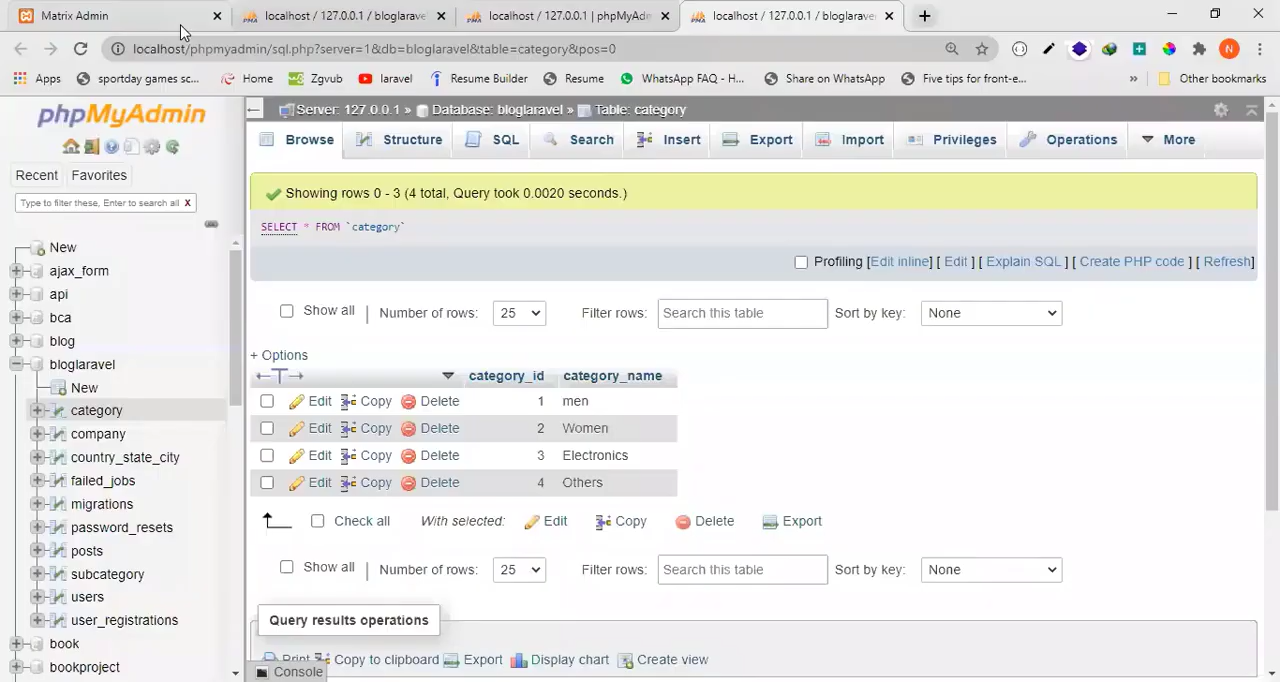 Matrix Admin
localhost / 127.0.0.1 / bloglarave
localhost / 127.0.0.1 | phpMyAdm
localhost / 127.0.0.1 / bloglarave
localhost/phpmyadmin/sql.php?server=1&db=bloglaravel&table=category&pos=0
N
Apps
sportday games sc...
Home
Zgvub
laravel
Resume Builder
Resume
WhatsApp FAQ - H...
Share on WhatsApp
Five tips for front-e...
»
Other bookmarks
phpMyAdmin
Recent
Favorites
Type to filter these, Enter to search all X
New
ajax_form
api
bca
blog
bloglaravel
New
category
company
country_state_city
failed_jobs
migrations
password_resets
posts
subcategory
users
user_registrations
book
bookproject
Server: 127.0.0.1 » Database: bloglaravel » Table: category
Browse Structure SQL Search Insert Export Import Privileges Operations More
Showing rows 0 - 3 (4 total, Query took 0.0020 seconds.)
SELECT * FROM `category`
Profiling [Edit inline] [ Edit ] [ Explain SQL ] [ Create PHP code ] [ Refresh]
Show all | Number of rows: 25 Filter rows: Search this table Sort by key: None
+ Options
←T→ category_id category_name
Edit Copy Delete 1 men
Edit Copy Delete 2 Women
Edit Copy Delete 3 Electronics
Edit Copy Delete 4 Others
Check all With selected: Edit Copy Delete Export
Show all | Number of rows: 25 Filter rows: Search this table Sort by key: None
Query results operations
Print Copy to clipboard Export Display chart Create view
Console